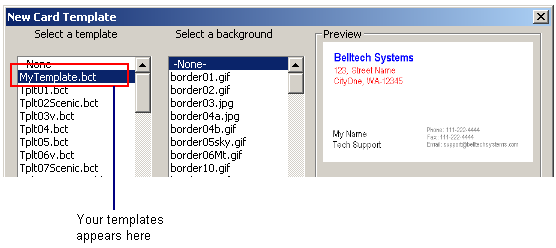 New Card Template
Select a template
-None-
MyTemplate.bct
Tplt01.bct
Tplt02Scenic.bct
Tplt03v.bct
Tplt04.bct
Tplt05.bct
Tplt06v.bct
Tplt07Scenic.bct
Select a background
-None-
border01.gif
border02.gif
border03.jpg
border04a.jpg
border04b.gif
border05sky.gif
border06Mt.gif
border10.gif
Preview
Belltech Systems
123, Street Name
CityOne, WA-12345
My Name
Tech Support
Phone: 111-222-4444
Fax: 111-222-4444
Email: support@belltechsystems.com
Your templates
appears here